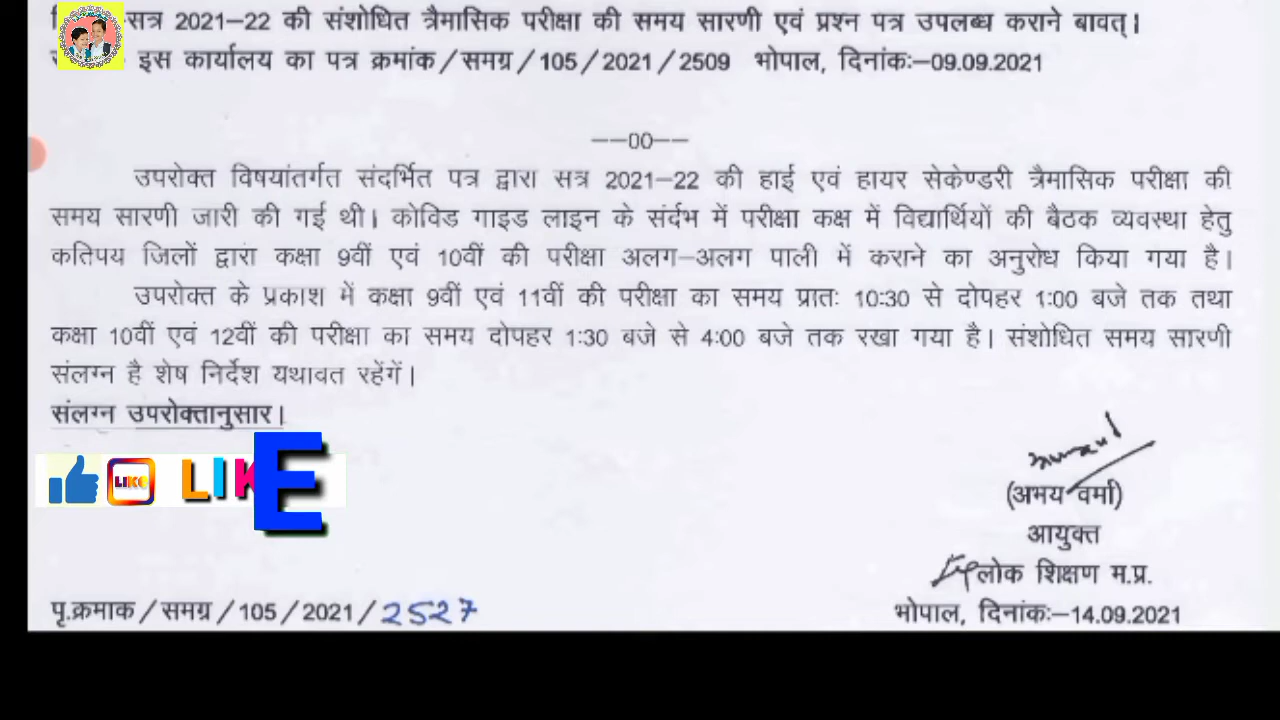 सत्र 2021–22 की संशोधित त्रैमासिक परीक्षा की समय सारणी एवं प्रश्न पत्र उपलब्ध कराने बावत्।
इस कार्यालय का पत्र क्रमांक/समग्र/105/2021/2509 भोपाल, दिनांकः–09.09.2021
––00––
उपरोक्त विषयांतर्गत संदर्भित पत्र द्वारा सत्र 2021–22 की हाई एवं हायर सेकेण्डरी त्रैमासिक परीक्षा की
समय सारणी जारी की गई थी। कोविड गाइड लाइन के संर्दभ में परीक्षा कक्ष में विद्यार्थियों की बैठक व्यवस्था हेतु
कतिपय जिलों द्वारा कक्षा 9वीं एवं 10वीं की परीक्षा अलग–अलग पाली में कराने का अनुरोध किया गया है।
उपरोक्त के प्रकाश में कक्षा 9वीं एवं 11वीं की परीक्षा का समय प्रातः 10:30 से दोपहर 1:00 बजे तक तथा
कक्षा 10वीं एवं 12वीं की परीक्षा का समय दोपहर 1:30 बजे से 4:00 बजे तक रखा गया है। संशोधित समय सारणी
संलग्न है शेष निर्देश यथावत रहेंगें।
संलग्न उपरोक्तानुसार।
LIKE LIKE
(अभय वर्मा)
आयुक्त
लोक शिक्षण म.प्र.
पृ.क्रमाक/समग्र/105/2021/2527 भोपाल, दिनांकः–14.09.2021